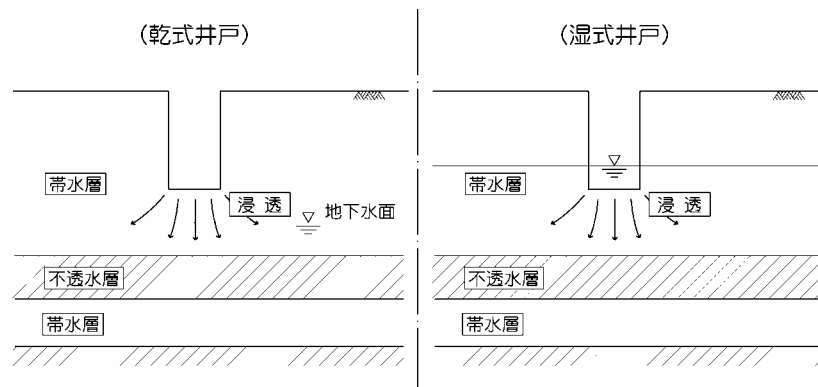 (乾式井戸)
帯水層
浸透
地下水面
不透水層
帯水層
(湿式井戸)
帯水層
浸透
不透水層
帯水層